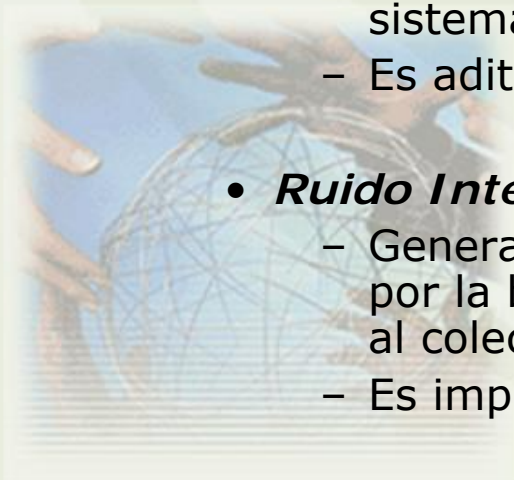 sistema
– Es adit
• Ruido Inte
– Genera
por la
al colec
– Es imp